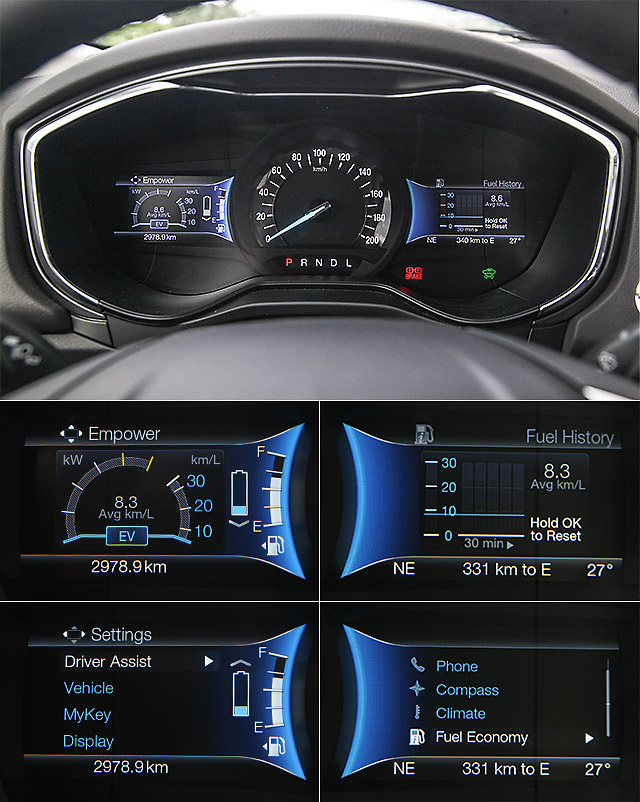 Empower
kW
km/L
8.6
Avg km/L
EV
F
E
2978.9 km
0
20
40
60
80
100
120
140
160
180
200
km/h
P R N D L
Fuel History
30
20
10
0
8.6
Hold OK
to Reset
30 min
NE 340 km to E 27°
BRAKE
Empower
kW
km/L
30
20
10
8.3
Avg km/L
EV
F
E
2978.9 km
Fuel History
30
20
10
0
8.3
Avg km/L
Hold OK
to Reset
30 min
NE 331 km to E 27°
Settings
Driver Assist
Vehicle
MyKey
Display
F
E
2978.9 km
Phone
Compass
Climate
Fuel Economy
NE 331 km to E 27°